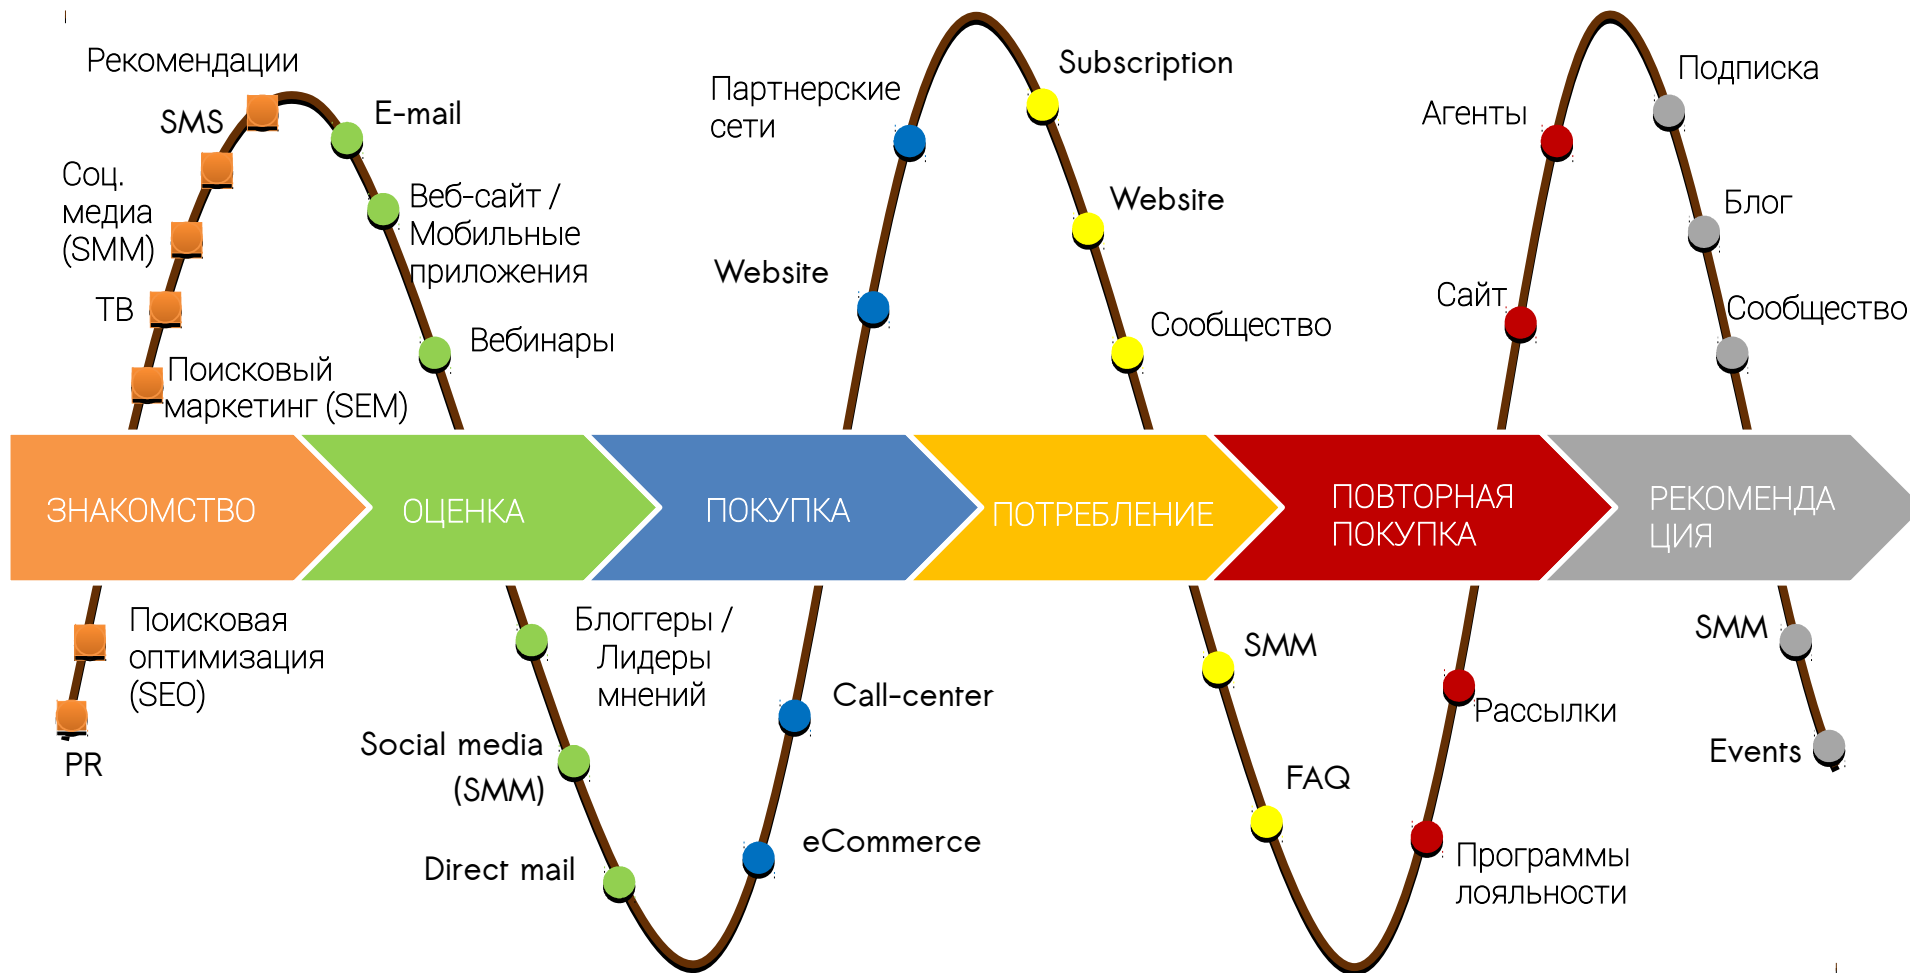 Рекомендации
SMS
E-mail
Соц.
медиа
(SMM)
Веб-сайт /
Мобильные
приложения
ТВ
Вебинары
Поисковый
маркетинг (SEM)
Партнерские
сети
Subscription
Website
Website
Сообщество
Агенты
Подписка
Блог
Сайт
Сообщество
ЗНАКОМСТВО
ОЦЕНКА
ПОКУПКА
ПОТРЕБЛЕНИЕ
ПОВТОРНАЯ
ПОКУПКА
РЕКОМЕНДА
ЦИЯ
Поисковая
оптимизация
(SEO)
PR
Блоггеры /
Лидеры
мнений
Social media
(SMM)
Direct mail
Call-center
eCommerce
SMM
FAQ
Рассылки
Программы
лояльности
SMM
Events